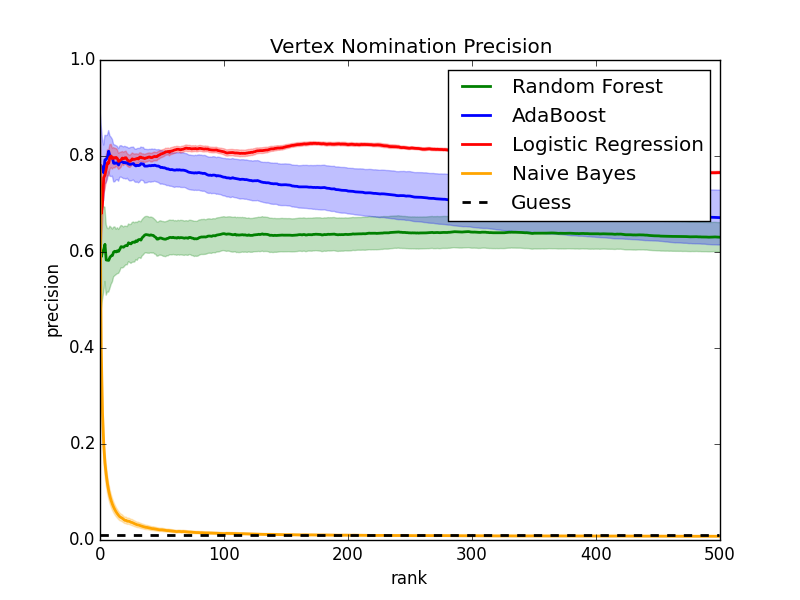 Vertex Nomination Precision
1.0
0.8
0.6
0.4
0.2
0.0
precision
Random Forest
AdaBoost
Logistic Regression
Naive Bayes
Guess
0 100 200 300 400 500
rank